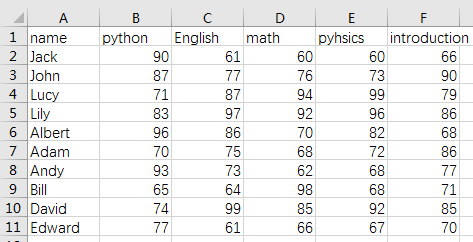 A B C D E F
1 name python English math pyhsics introduction
2 Jack 90 61 60 60 66
3 John 87 77 76 73 90
4 Lucy 71 87 94 99 79
5 Lily 83 97 92 96 86
6 Albert 96 86 70 82 68
7 Adam 70 75 68 72 86
8 Andy 93 73 62 68 77
9 Bill 65 64 98 68 71
10 David 74 99 85 92 85
11 Edward 77 61 66 67 70